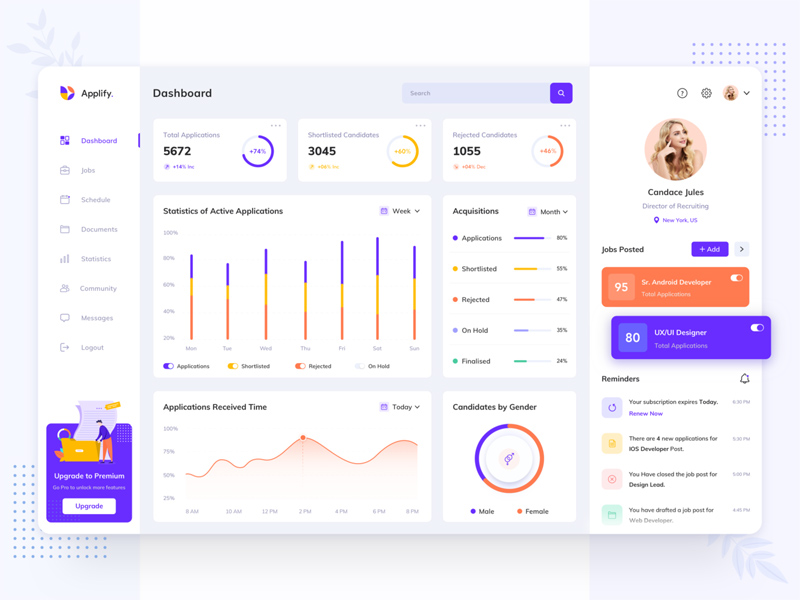 Applify.
Dashboard
Jobs
Schedule
Documents
Statistics
Community
Messages
Logout
Upgrade to Premium
Go Pro to unlock more features
Upgrade
Dashboard
Search
Total Applications
5672
+14% Inc
+74%
Shortlisted Candidates
3045
+06% Inc
+60%
Rejected Candidates
1055
+04% Dec
+46%
Statistics of Active Applications
Week
100%
80%
60%
40%
20%
Mon Tue Wed Thu Fri Sat Sun
Applications Shortlisted Rejected On Hold
Acquisitions
Month
Applications 80%
Shortlisted 55%
Rejected 47%
On Hold 35%
Finalised 24%
Applications Received Time
Today
100%
75%
50%
25%
8 AM 10 AM 12 PM 2 PM 4 PM 6 PM 8 PM
Candidates by Gender
Male Female
?
Candace Jules
Director of Recruiting
New York, US
Jobs Posted
+ Add
95
Sr. Android Developer
Total Applications
80
UX/UI Designer
Total Applications
Reminders
Your subscription expires Today. 6:30 PM
Renew Now
There are 4 new applications for 5:30 PM
IOS Developer Post.
You Have closed the job post for 5:00 PM
Design Lead.
You have drafted a job post for 4:45 PM
Web Developer.